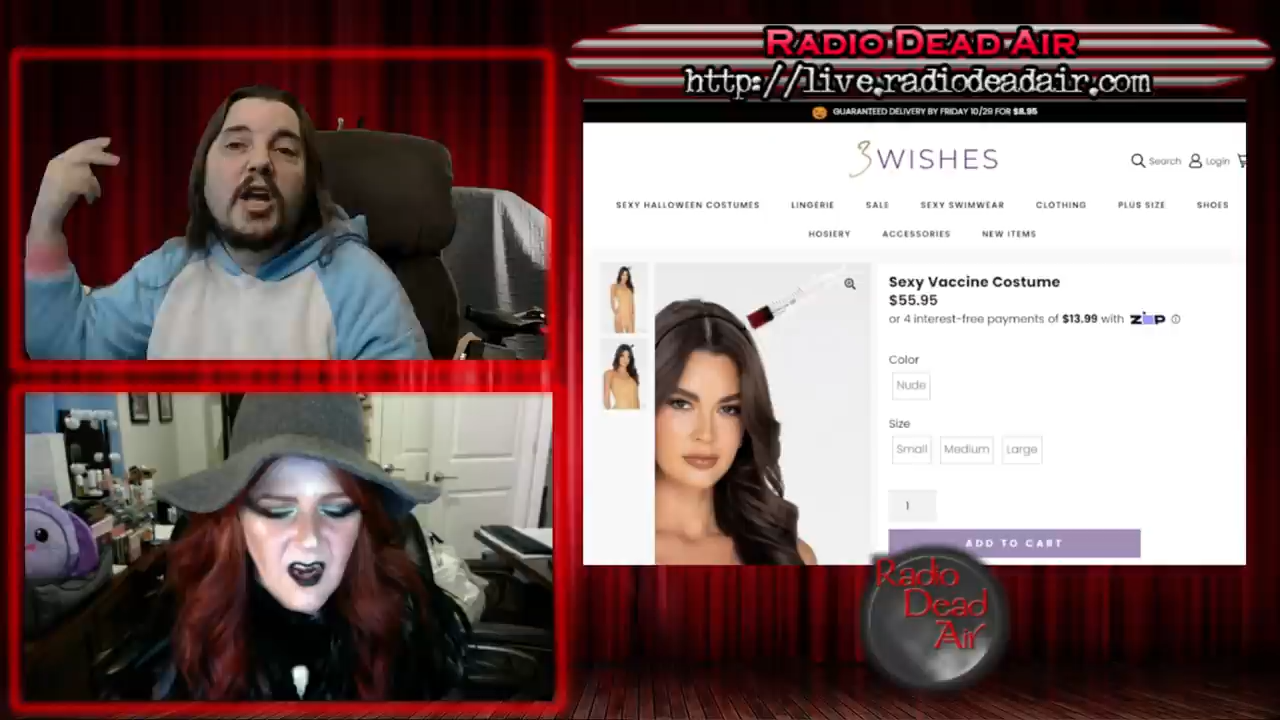 Radio Dead Air
http://live.radiodeadair.com
GUARANTEED DELIVERY BY FRIDAY 10/29 FOR $8.95
3WISHES
Search Login
SEXY HALLOWEEN COSTUMES LINGERIE SALE SEXY SWIMWEAR CLOTHING PLUS SIZE SHOES
HOSIERY ACCESSORIES NEW ITEMS
Sexy Vaccine Costume
$55.95
or 4 interest-free payments of $13.99 with ZIP
Color
Nude
Size
Small Medium Large
1
ADD TO CART
Radio
Dead
Air